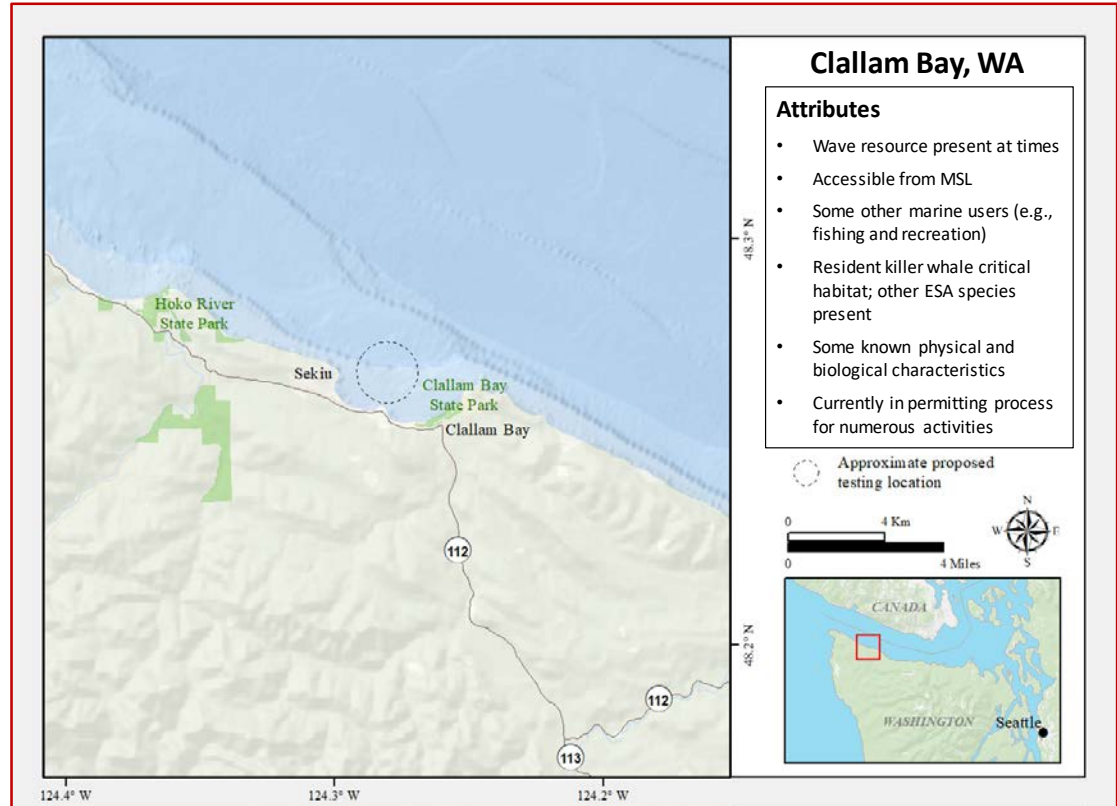 Clallam Bay, WA
Attributes
• Wave resource present at times
• Accessible from MSL
• Some other marine users (e.g.,
fishing and recreation)
• Resident killer whale critical
habitat; other ESA species
present
• Some known physical and
biological characteristics
• Currently in permitting process
for numerous activities
Approximate proposed
testing location
N
W
E
S
0
4 Km
0
4 Miles
CANADA
WASHINGTON
Seattle
Hoko River
State Park
Sekiu
Clallam Bay
State Park
Clallam Bay
112
112
113
48.3° N
48.2° N
124.4° W
124.3° W
124.2° W